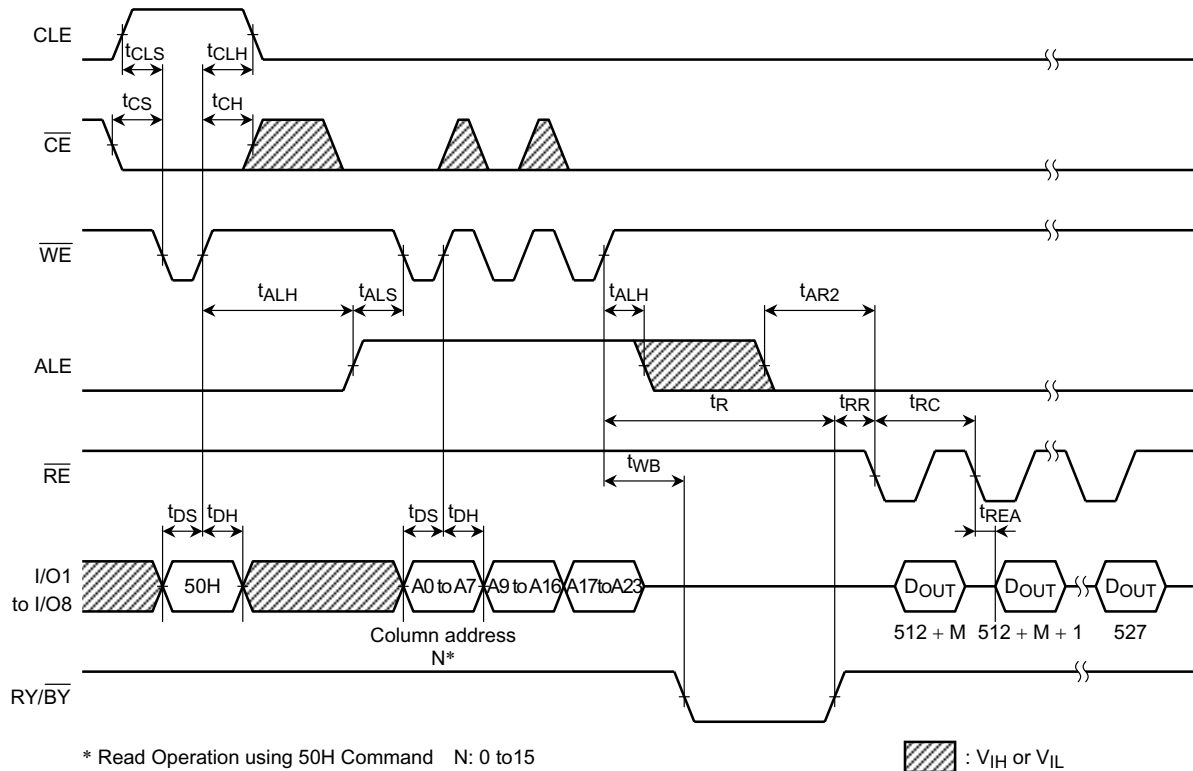 CLE
tCLS
tCLH
tCS
tCH
CE
WE
tALH
tALS
tALH
tAR2
ALE
tR
tRR
tRC
RE
tWB
tDS
tDH
tDS
tDH
tREA
I/O1
to I/O8
50H
A0 to A7
A9 to A16
A17 to A23
DOUT
DOUT
DOUT
512 + M
512 + M + 1
527
Column address
N*
RY/BY
* Read Operation using 50H Command N: 0 to15
: VIH or VIL